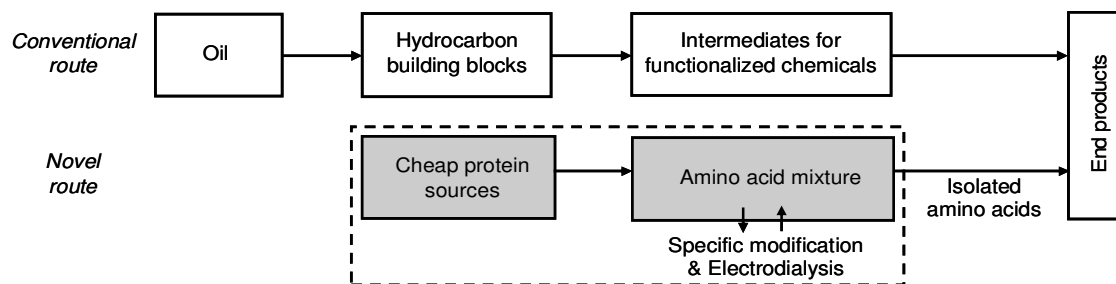 Conventional
route
Oil
Hydrocarbon
building blocks
Intermediates for
functionalized chemicals
End products
Novel
route
Cheap protein
sources
Amino acid mixture
Isolated
amino acids
Specific modification
& Electrodialysis